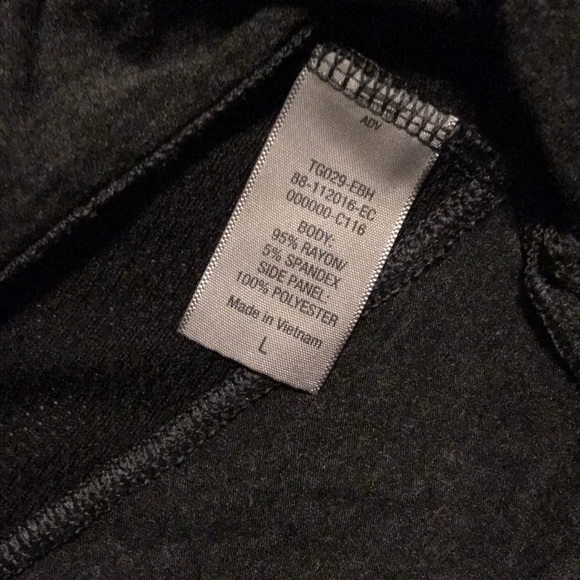 ADV
TG029-EBH
88-112016-EC
000000-C116
BODY:
95% RAYON/
5% SPANDEX
SIDE PANEL:
100% POLYESTER
Made in Vietnam
L